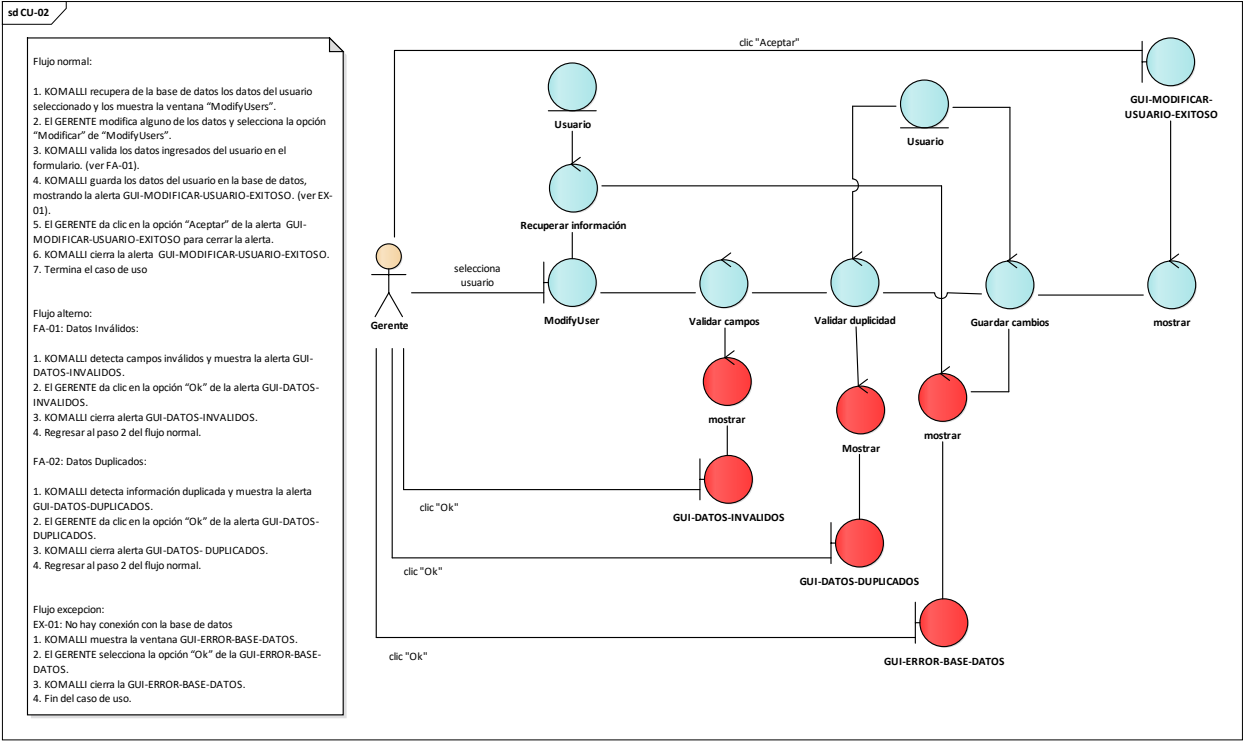 sd CU-02
Flujo normal:
1. KOMALLI recupera de la base de datos los datos del usuario
seleccionado y los muestra la ventana “ModifyUsers”.
2. El GERENTE modifica alguno de los datos y selecciona la opción
“Modificar” de “ModifyUsers”.
3. KOMALLI valida los datos ingresados del usuario en el
formulario. (ver FA-01).
4. KOMALLI guarda los datos del usuario en la base de datos,
mostrando la alerta GUI-MODIFICAR-USUARIO-EXITOSO. (ver EX-
01).
5. El GERENTE da clic en la opción “Aceptar” de la alerta GUI-
MODIFICAR-USUARIO-EXITOSO para cerrar la alerta.
6. KOMALLI cierra la alerta GUI-MODIFICAR-USUARIO-EXITOSO.
7. Termina el caso de uso
Flujo alterno:
FA-01: Datos Inválidos:
1. KOMALLI detecta campos inválidos y muestra la alerta GUI-
DATOS-INVALIDOS.
2. El GERENTE da clic en la opción “Ok” de la alerta GUI-DATOS-
INVALIDOS.
3. KOMALLI cierra alerta GUI-DATOS-INVALIDOS.
4. Regresar al paso 2 del flujo normal.
FA-02: Datos Duplicados:
1. KOMALLI detecta información duplicada y muestra la alerta
GUI-DATOS-DUPLICADOS.
2. El GERENTE da clic en la opción “Ok” de la alerta GUI-DATOS-
DUPLICADOS.
3. KOMALLI cierra alerta GUI-DATOS- DUPLICADOS.
4. Regresar al paso 2 del flujo normal.
Flujo excepcion:
EX-01: No hay conexión con la base de datos
1. KOMALLI muestra la ventana GUI-ERROR-BASE-DATOS.
2. El GERENTE selecciona la opción “Ok” de la GUI-ERROR-BASE-
DATOS.
3. KOMALLI cierra la GUI-ERROR-BASE-DATOS.
4. Fin del caso de uso.
clic "Aceptar"
GUI-MODIFICAR-
USUARIO-EXITOSO
Usuario
Usuario
Recuperar información
selecciona
usuario
Gerente
ModifyUser
Validar campos
Validar duplicidad
Guardar cambios
mostrar
mostrar
Mostrar
mostrar
clic "Ok"
GUI-DATOS-INVALIDOS
clic "Ok"
GUI-DATOS-DUPLICADOS
clic "Ok"
GUI-ERROR-BASE-DATOS